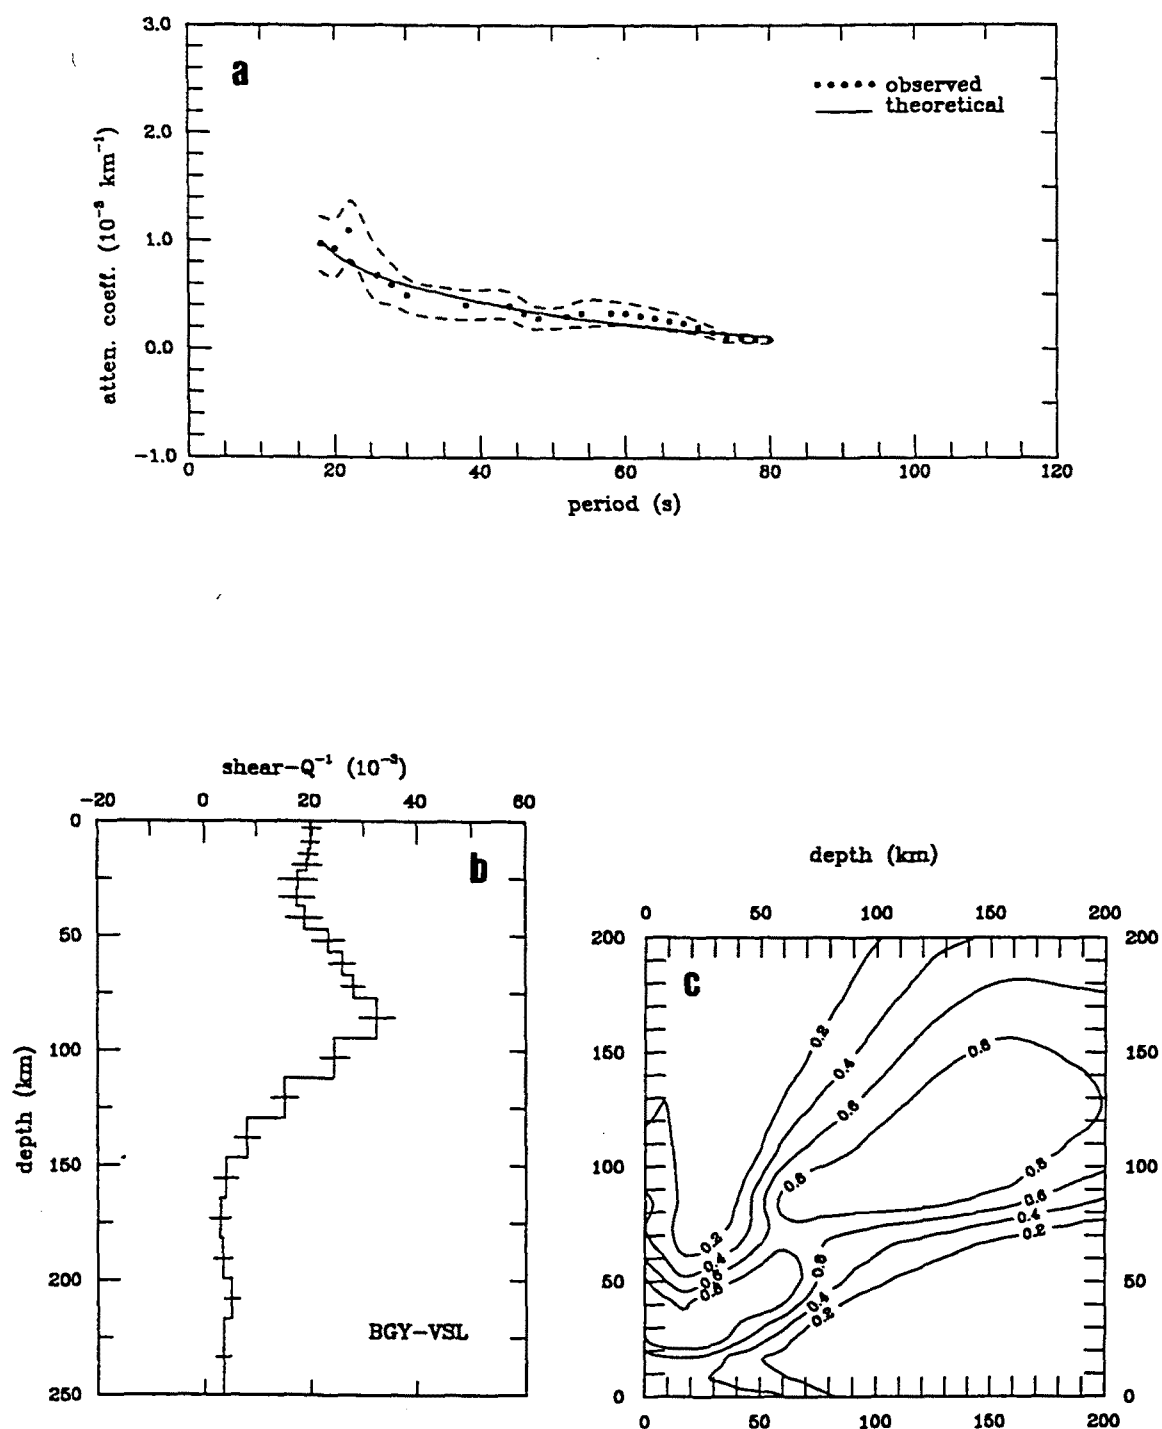 3.0
a
observed
theoretical
2.0
1.0
0.0
-1.0
atten. coeff. (10⁻³ km⁻¹)
0 20 40 60 80 100 120
period (s)
shear-Q⁻¹ (10⁻³)
-20 0 20 40 60
0
b
50
100
150
200
250
depth (km)
BGY-VSL
depth (km)
0 50 100 150 200
200 200
c
0.2
0.4
0.6
0.8
150 150
100 100
0.8
0.8
0.6
0.4
0.2
0.2
0.4
0.6
0.8
0.6
0.4
0.2
50 50
0 0
0 50 100 150 200